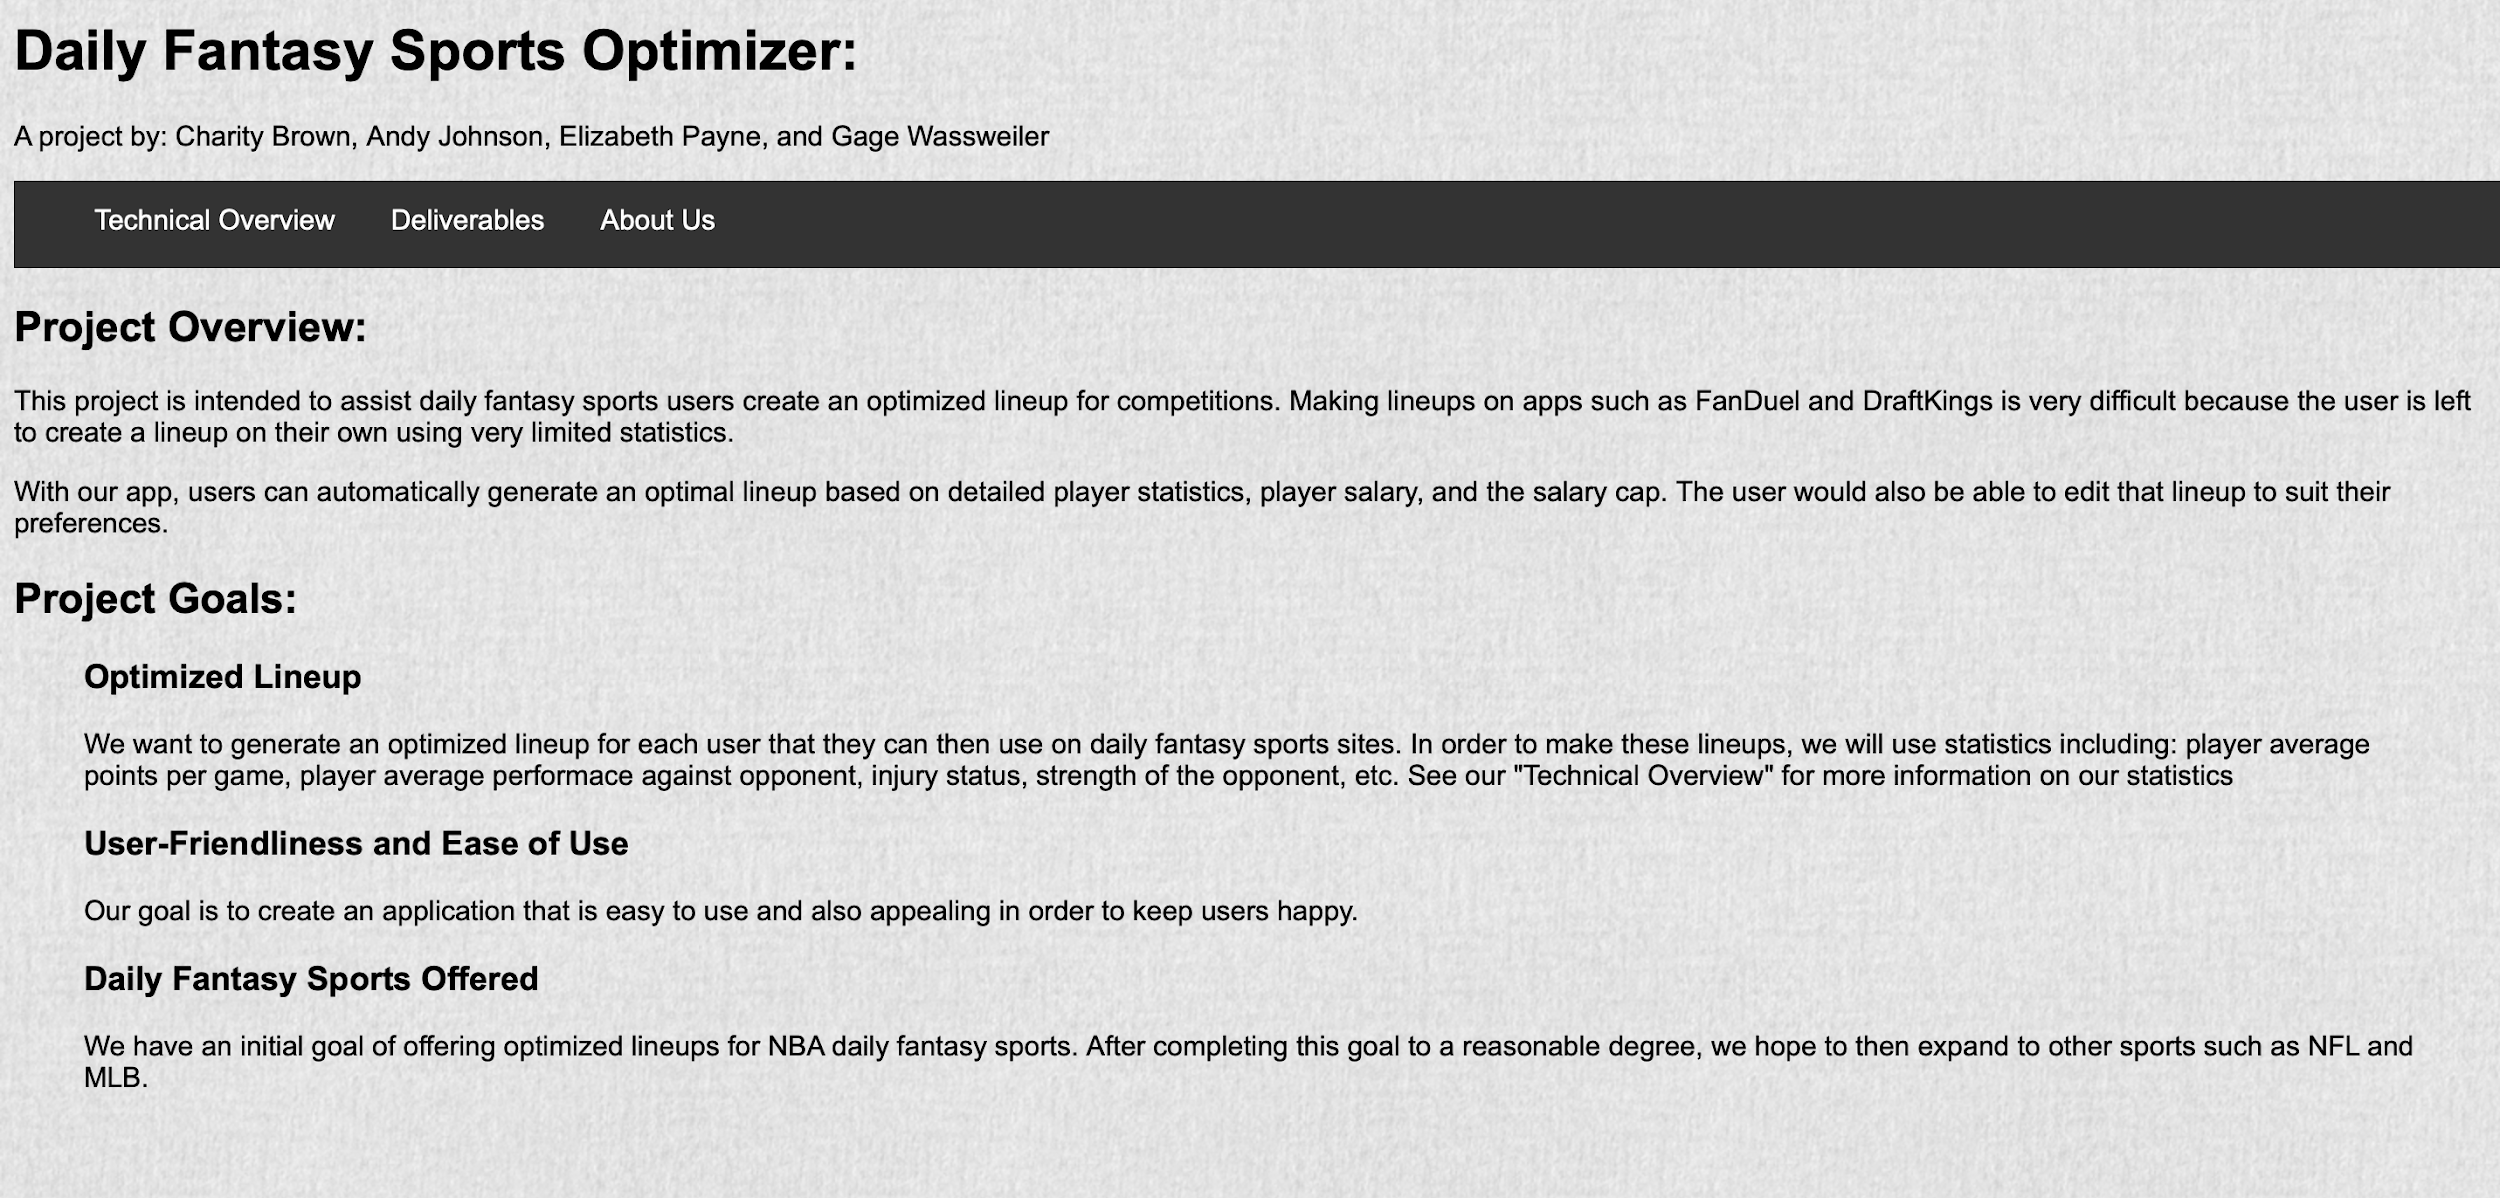 Daily Fantasy Sports Optimizer:
A project by: Charity Brown, Andy Johnson, Elizabeth Payne, and Gage Wassweiler
Technical Overview Deliverables About Us
Project Overview:
This project is intended to assist daily fantasy sports users create an optimized lineup for competitions. Making lineups on apps such as FanDuel and DraftKings is very difficult because the user is left
to create a lineup on their own using very limited statistics.
With our app, users can automatically generate an optimal lineup based on detailed player statistics, player salary, and the salary cap. The user would also be able to edit that lineup to suit their
preferences.
Project Goals:
Optimized Lineup
We want to generate an optimized lineup for each user that they can then use on daily fantasy sports sites. In order to make these lineups, we will use statistics including: player average
points per game, player average performace against opponent, injury status, strength of the opponent, etc. See our "Technical Overview" for more information on our statistics
User-Friendliness and Ease of Use
Our goal is to create an application that is easy to use and also appealing in order to keep users happy.
Daily Fantasy Sports Offered
We have an initial goal of offering optimized lineups for NBA daily fantasy sports. After completing this goal to a reasonable degree, we hope to then expand to other sports such as NFL and
MLB.